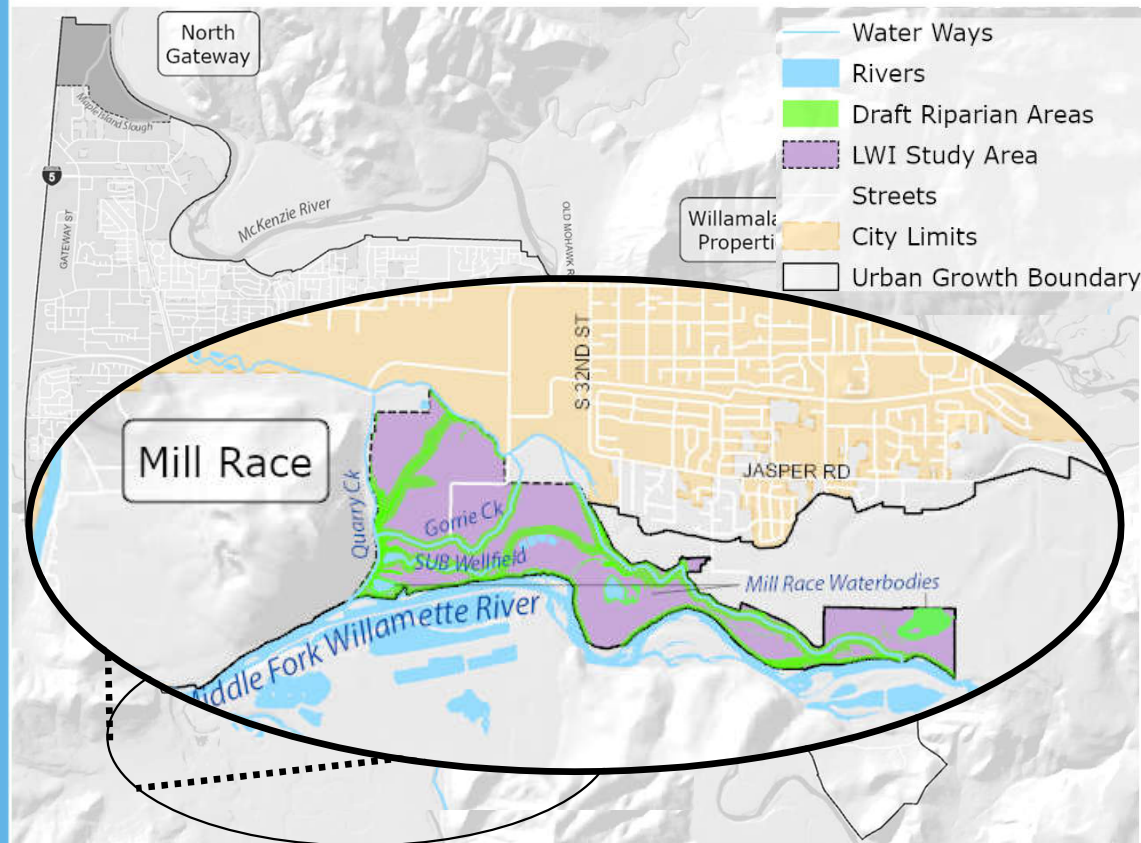 North
Gateway
Maple Island Slough
5
GATEWAY ST
McKenzie River
OLD MOHAWK R
Willamala
Properti
Water Ways
Rivers
Draft Riparian Areas
LWI Study Area
Streets
City Limits
Urban Growth Boundary
S 32ND ST
Mill Race
JASPER RD
Quarry Ck
Gorrie Ck
SUB Wellfield
Mill Race Waterbodies
Middle Fork Willamette River